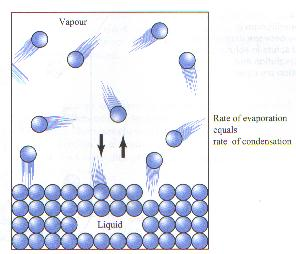 Vapour
Rate of evaporation
equals
rate of condensation
Liquid